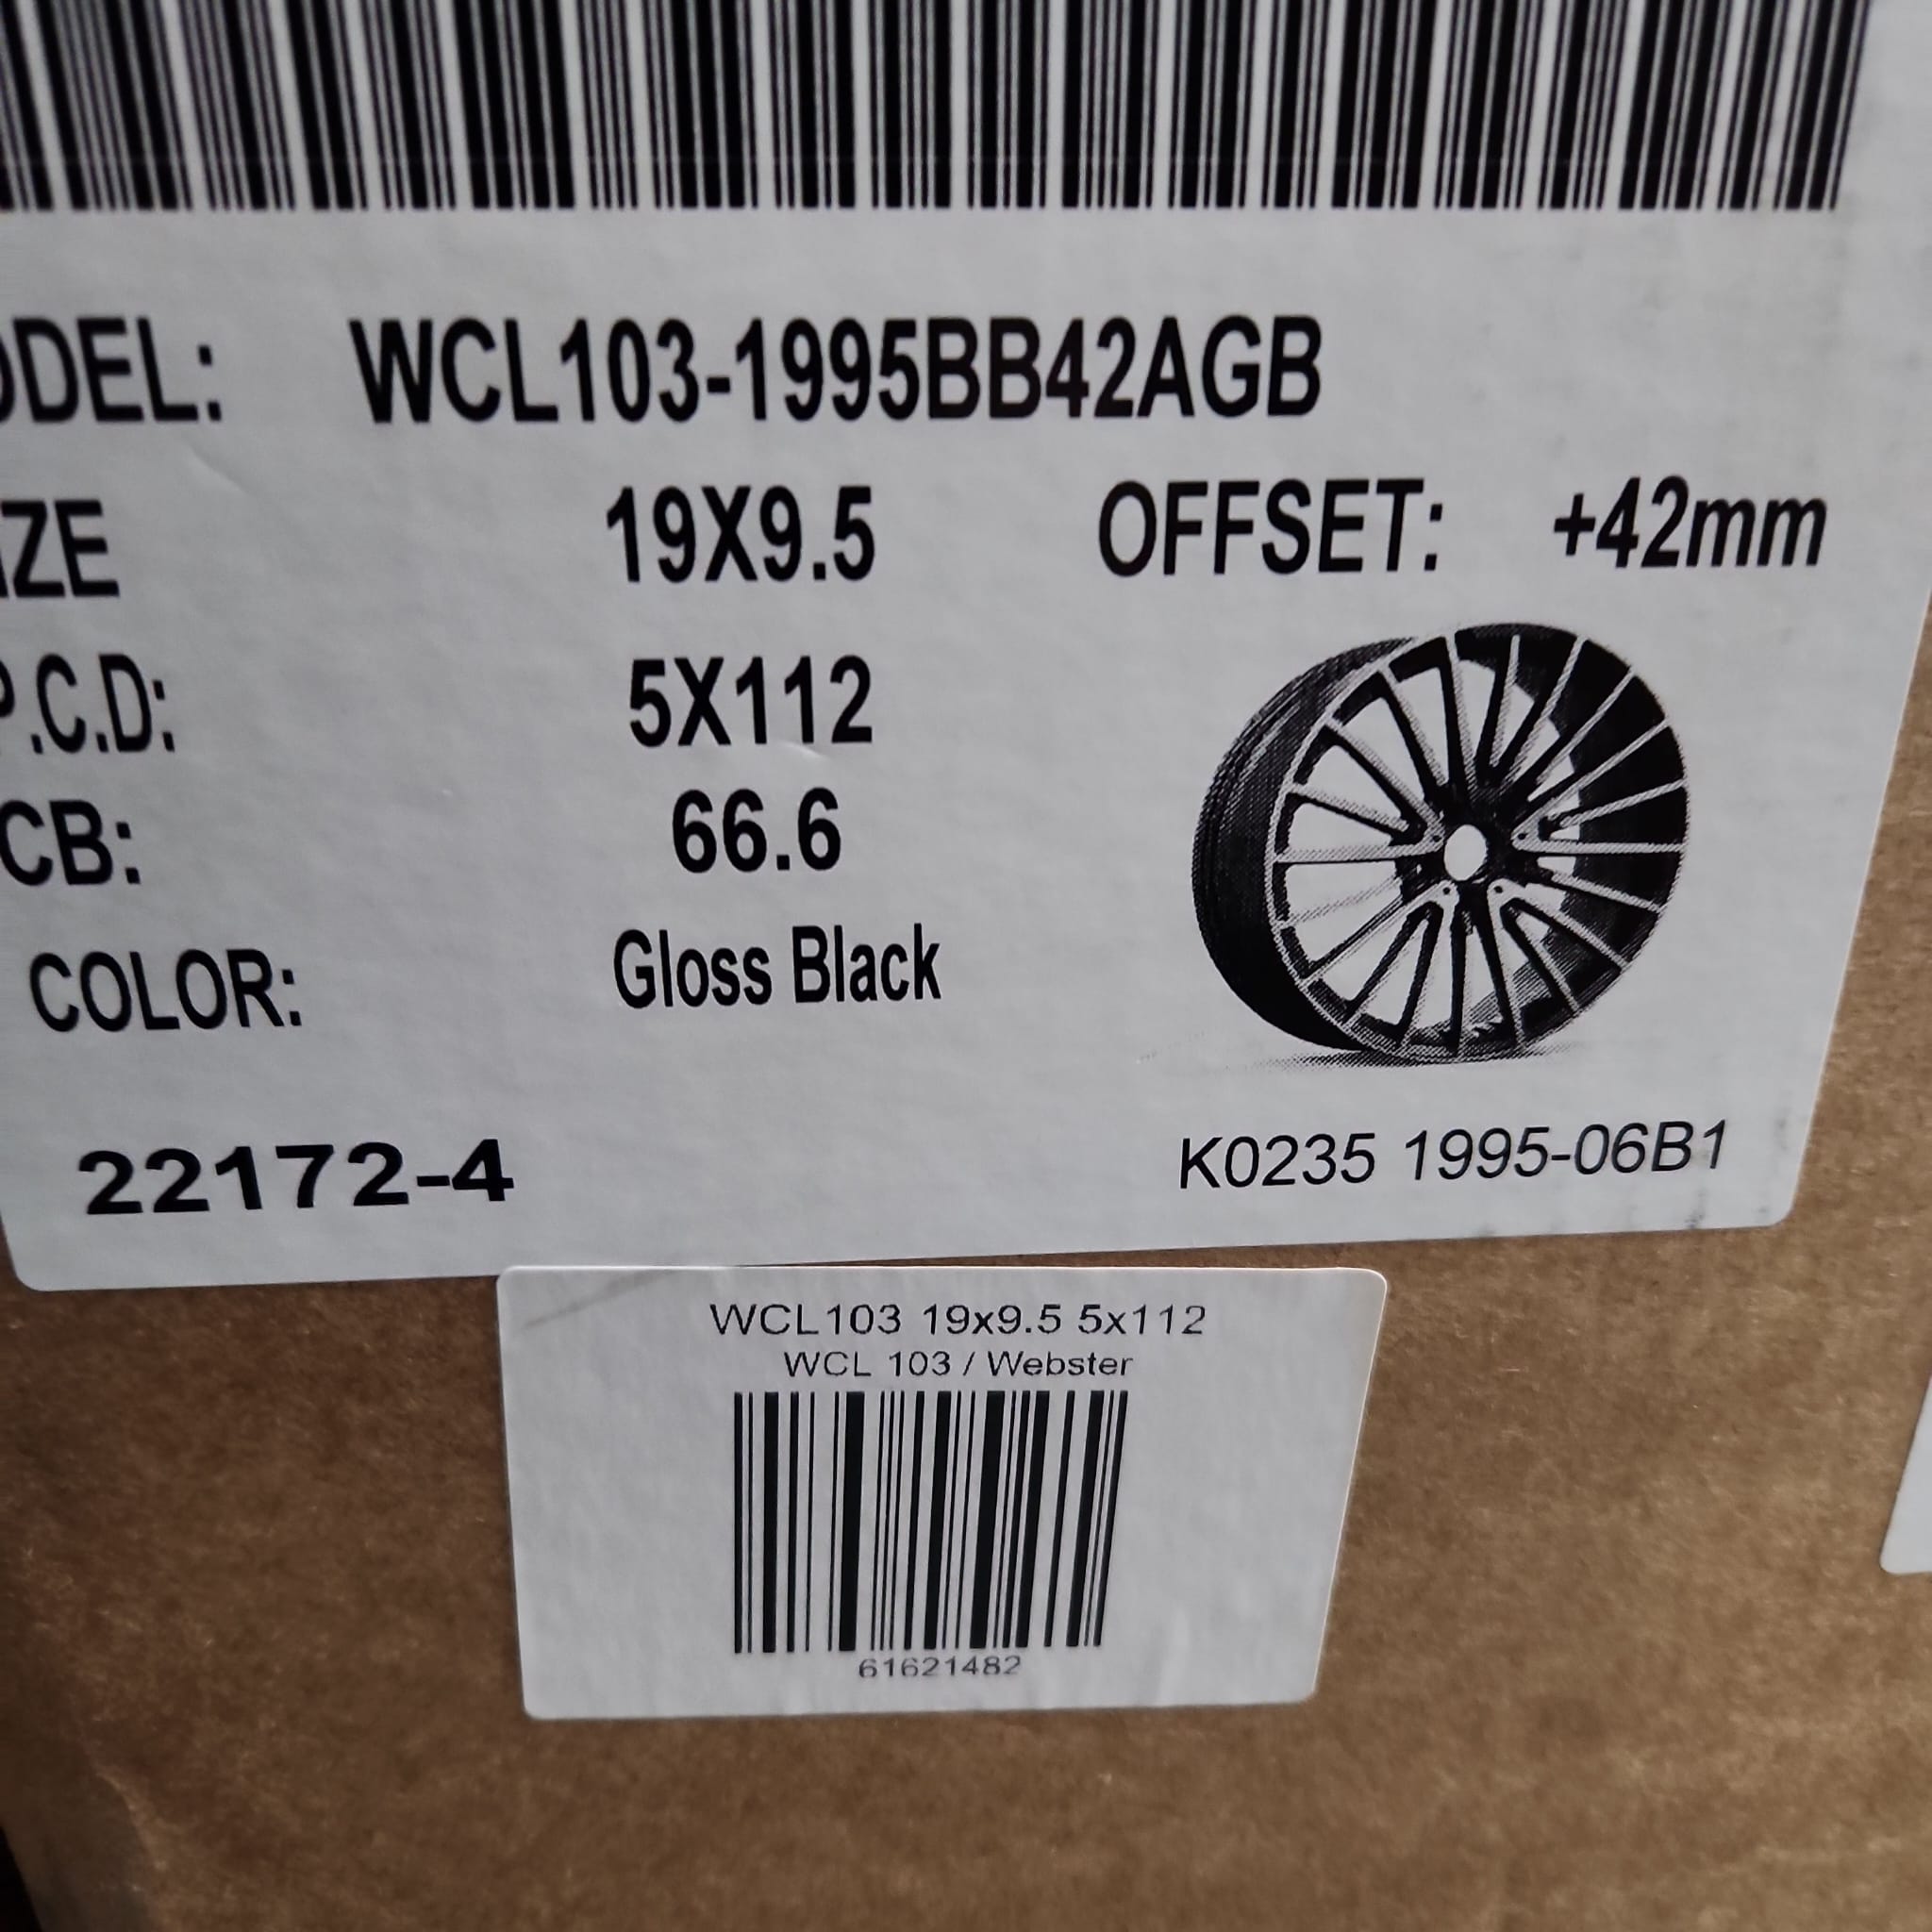 ODEL: WCL103-1995BB42AGB
IZE 19X9.5 OFFSET: +42mm
P.C.D: 5X112
CB: 66.6
COLOR: Gloss Black
22172-4 K0235 1995-06B1
WCL103 19x9.5 5x112
WCL 103 / Webster
61621482